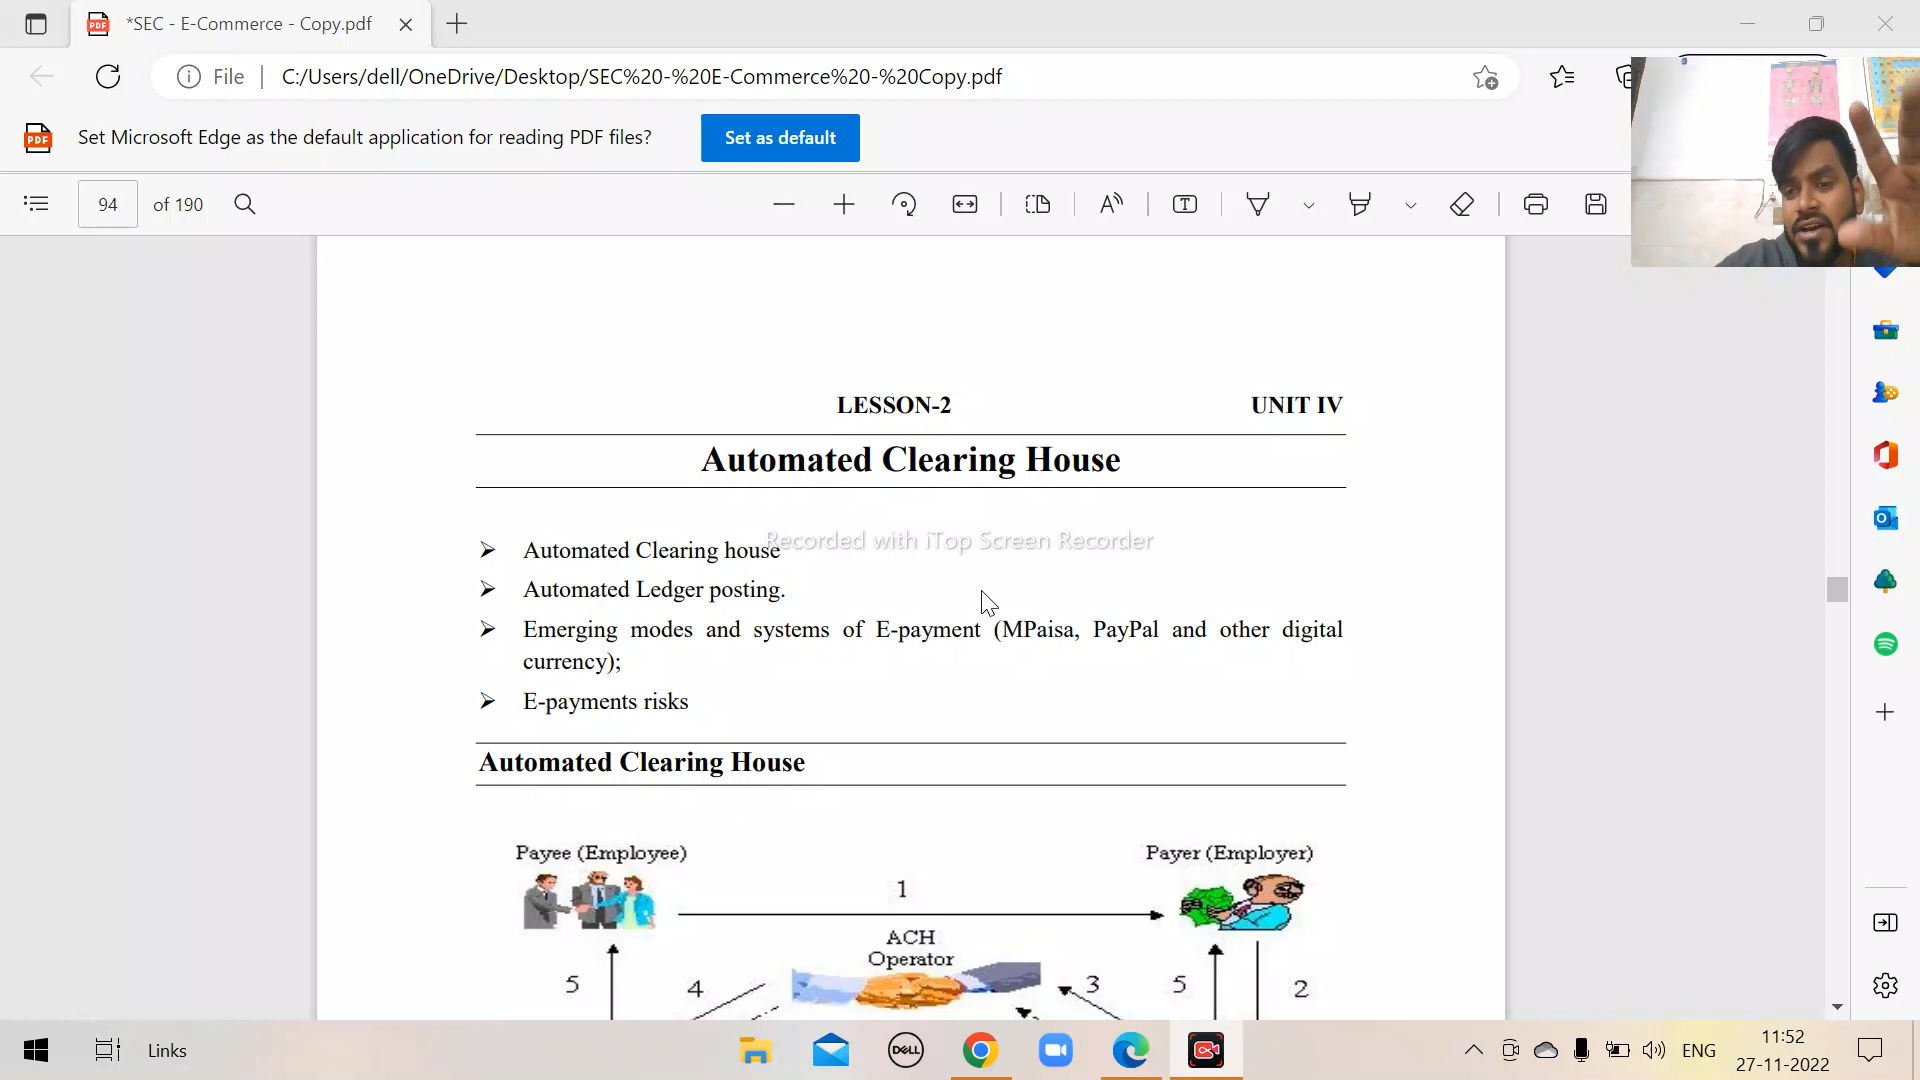 *SEC - E-Commerce - Copy.pdf
File
C:/Users/dell/OneDrive/Desktop/SEC%20-%20E-Commerce%20-%20Copy.pdf
PDF
Set Microsoft Edge as the default application for reading PDF files?
Set as default
94
of 190
LESSON-2
UNIT IV
Automated Clearing House
Recorded with iTop Screen Recorder
Automated Clearing house
Automated Ledger posting.
Emerging modes and systems of E-payment (MPaisa, PayPal and other digital
currency);
E-payments risks
Automated Clearing House
Payee (Employee)
Payer (Employer)
1
ACH
Operator
5
4
3
5
2
Links
DELL
ENG
11:52
27-11-2022